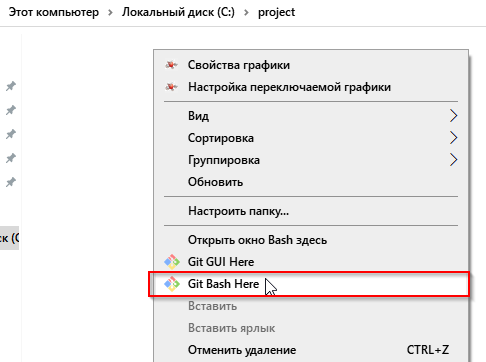 Этот компьютер > Локальный диск (C:) > project
Свойства графики
Настройка переключаемой графики
Вид
Сортировка
Группировка
Обновить
Настроить папку...
Открыть окно Bash здесь
ск (C
Git GUI Here
Git Bash Here
Вставить
Вставить ярлык
Отменить удаление CTRL+Z